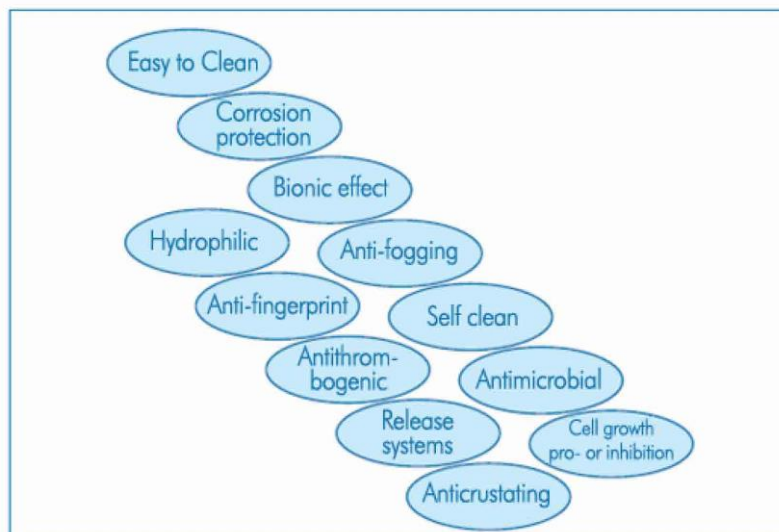 Easy to Clean
Corrosion
protection
Bionic effect
Hydrophilic
Anti-fogging
Anti-fingerprint
Self clean
Antithrom-
bogenic
Antimicrobial
Release
systems
Cell growth
pro- or inhibition
Anticrustating